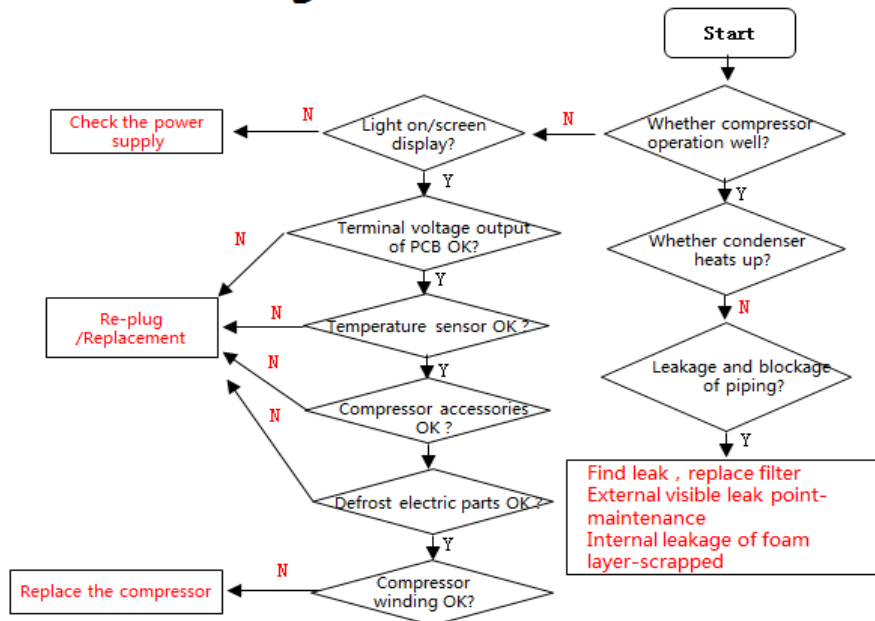 Start
Whether compressor
operation well?
N
Light on/screen
display?
N
Check the power
supply
Y
Y
Terminal voltage output
of PCB OK?
N
Whether condenser
heats up?
Y
N
Re-plug
/Replacement
N
Temperature sensor OK ?
Leakage and blockage
of piping?
Y
N
Compressor accessories
OK ?
N
Y
Find leak , replace filter
External visible leak point-
maintenance
Internal leakage of foam
layer-scrapped
Defrost electric parts OK ?
Y
N
Replace the compressor
Compressor
winding OK?